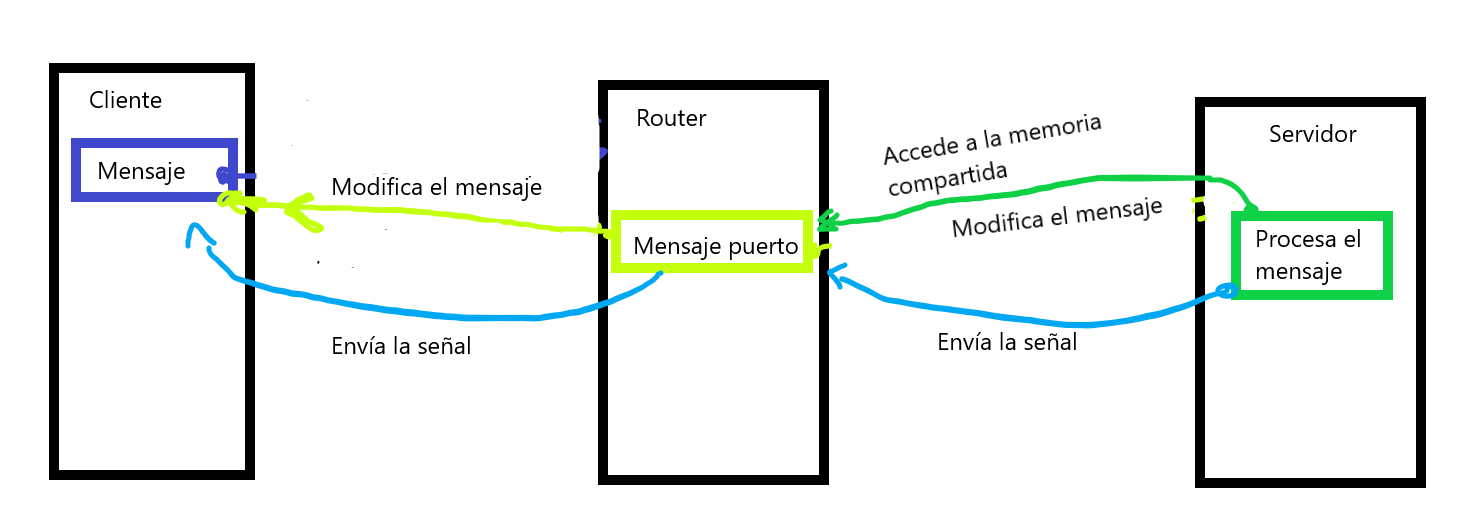 Cliente
Mensaje
Modifica el mensaje
Envía la señal
Router
Mensaje puerto
Accede a la memoria
compartida
Modifica el mensaje
Envía la señal
Servidor
Procesa el
mensaje